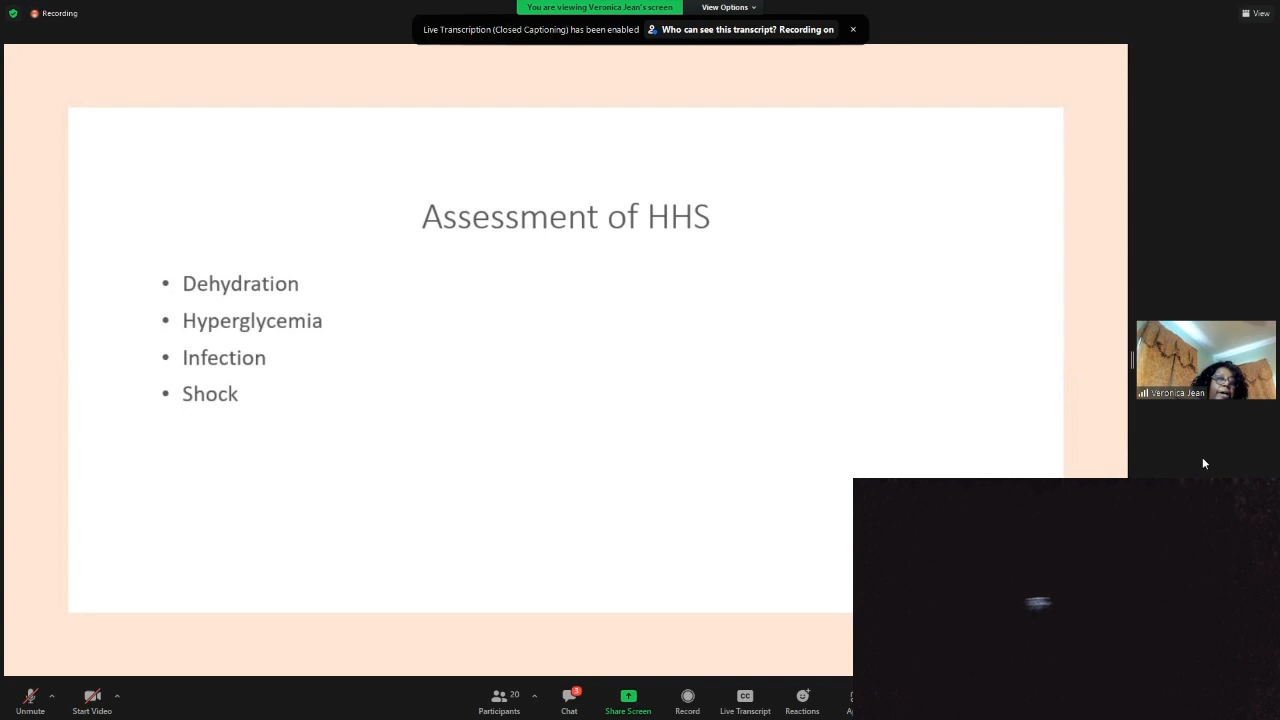 Recording
You are viewing Veronica Jean's screen
View Options
View
Live Transcription (Closed Captioning) has been enabled
Who can see this transcript? Recording on
Assessment of HHS
• Dehydration
• Hyperglycemia
• Infection
• Shock
Veronica Jean
Unmute
Start Video
20
Participants
3
Chat
Share Screen
Record
CC
Live Transcript
Reactions